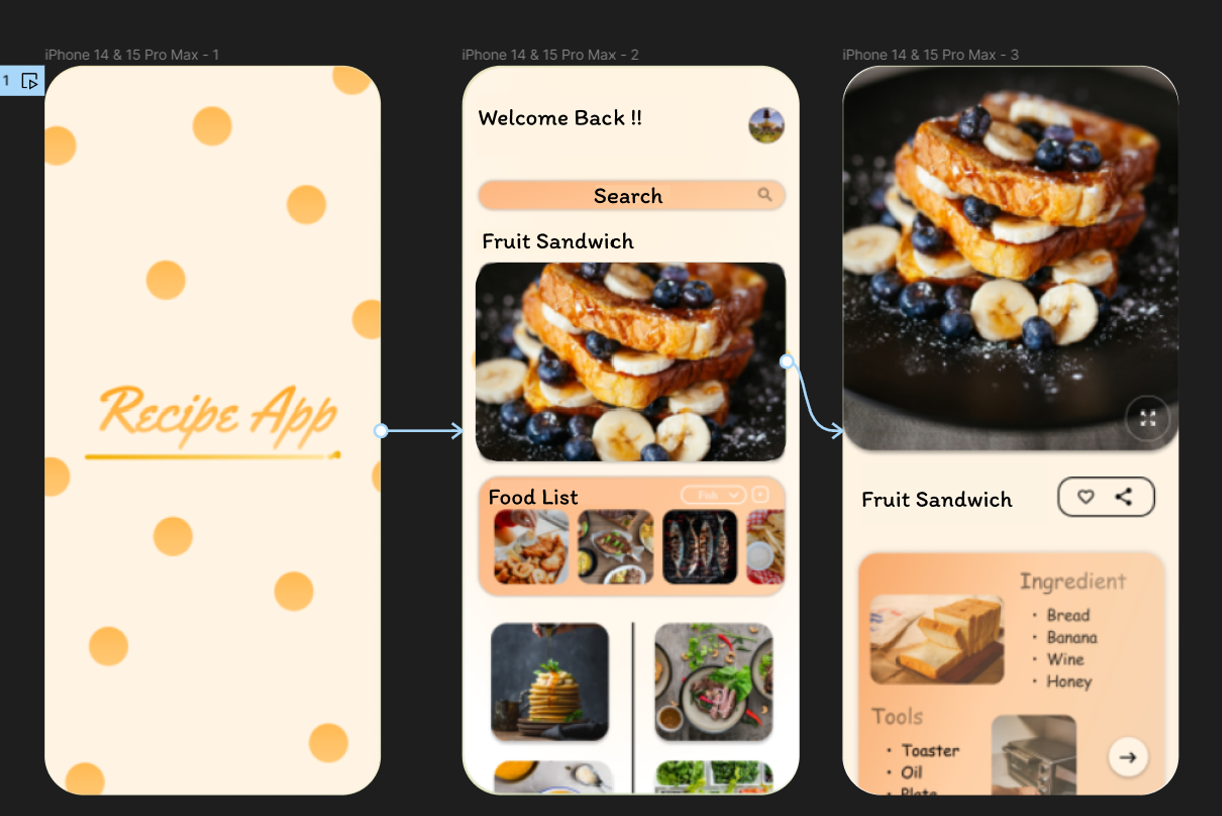 iPhone 14 & 15 Pro Max - 1
1
Recipe App
iPhone 14 & 15 Pro Max - 2
Welcome Back !!
Search
Fruit Sandwich
Food List
Fish
iPhone 14 & 15 Pro Max - 3
Fruit Sandwich
Ingredient
• Bread
• Banana
• Wine
• Honey
Tools
• Toaster
• Oil
• Plate